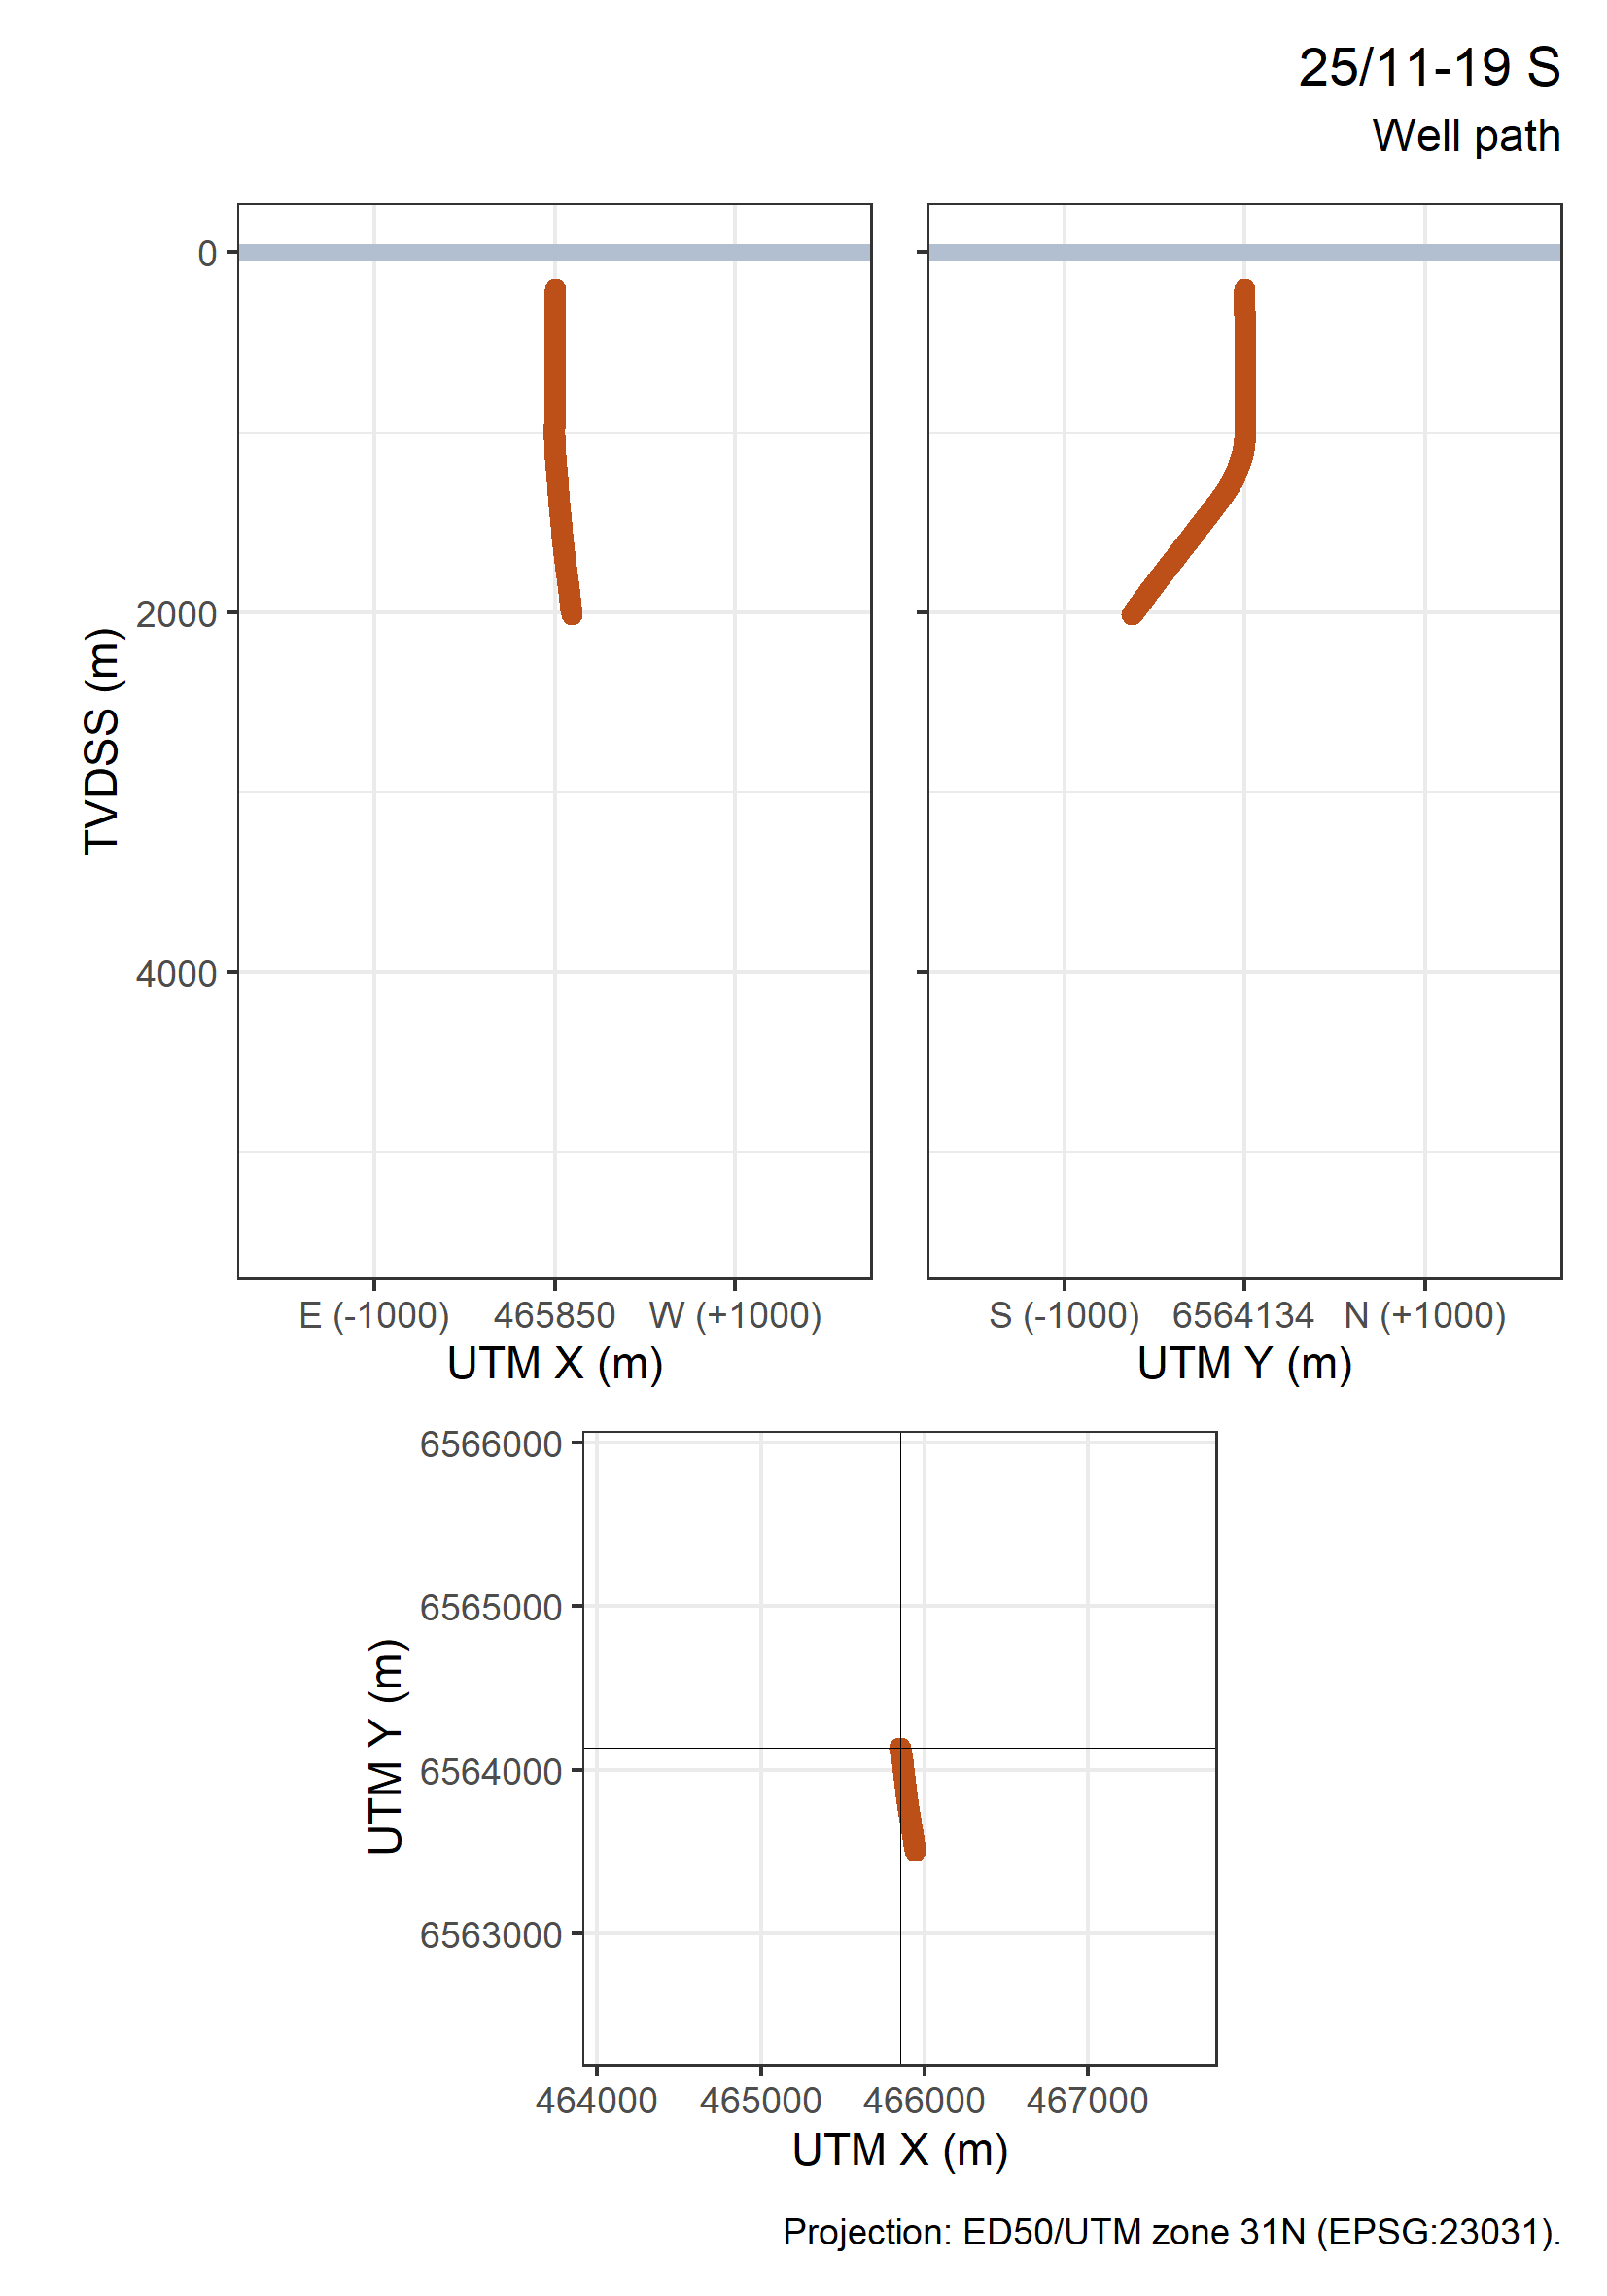 25/11-19 S
Well path
0
2000
4000
TVDSS (m)
E (-1000) 465850 W (+1000)
UTM X (m)
S (-1000) 6564134 N (+1000)
UTM Y (m)
6566000
6565000
6564000
6563000
UTM Y (m)
464000 465000 466000 467000
UTM X (m)
Projection: ED50/UTM zone 31N (EPSG:23031).